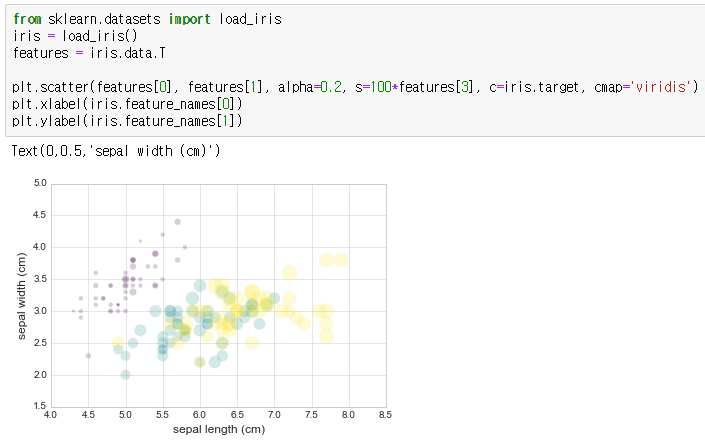 from sklearn.datasets import load_iris
iris = load_iris()
features = iris.data.T
plt.scatter(features[0], features[1], alpha=0.2, s=100*features[3], c=iris.target, cmap='viridis')
plt.xlabel(iris.feature_names[0])
plt.ylabel(iris.feature_names[1])
Text(0,0.5,'sepal width (cm)')
5.0
4.5
4.0
3.5
3.0
2.5
2.0
1.5
sepal width (cm)
4.0 4.5 5.0 5.5 6.0 6.5 7.0 7.5 8.0 8.5
sepal length (cm)